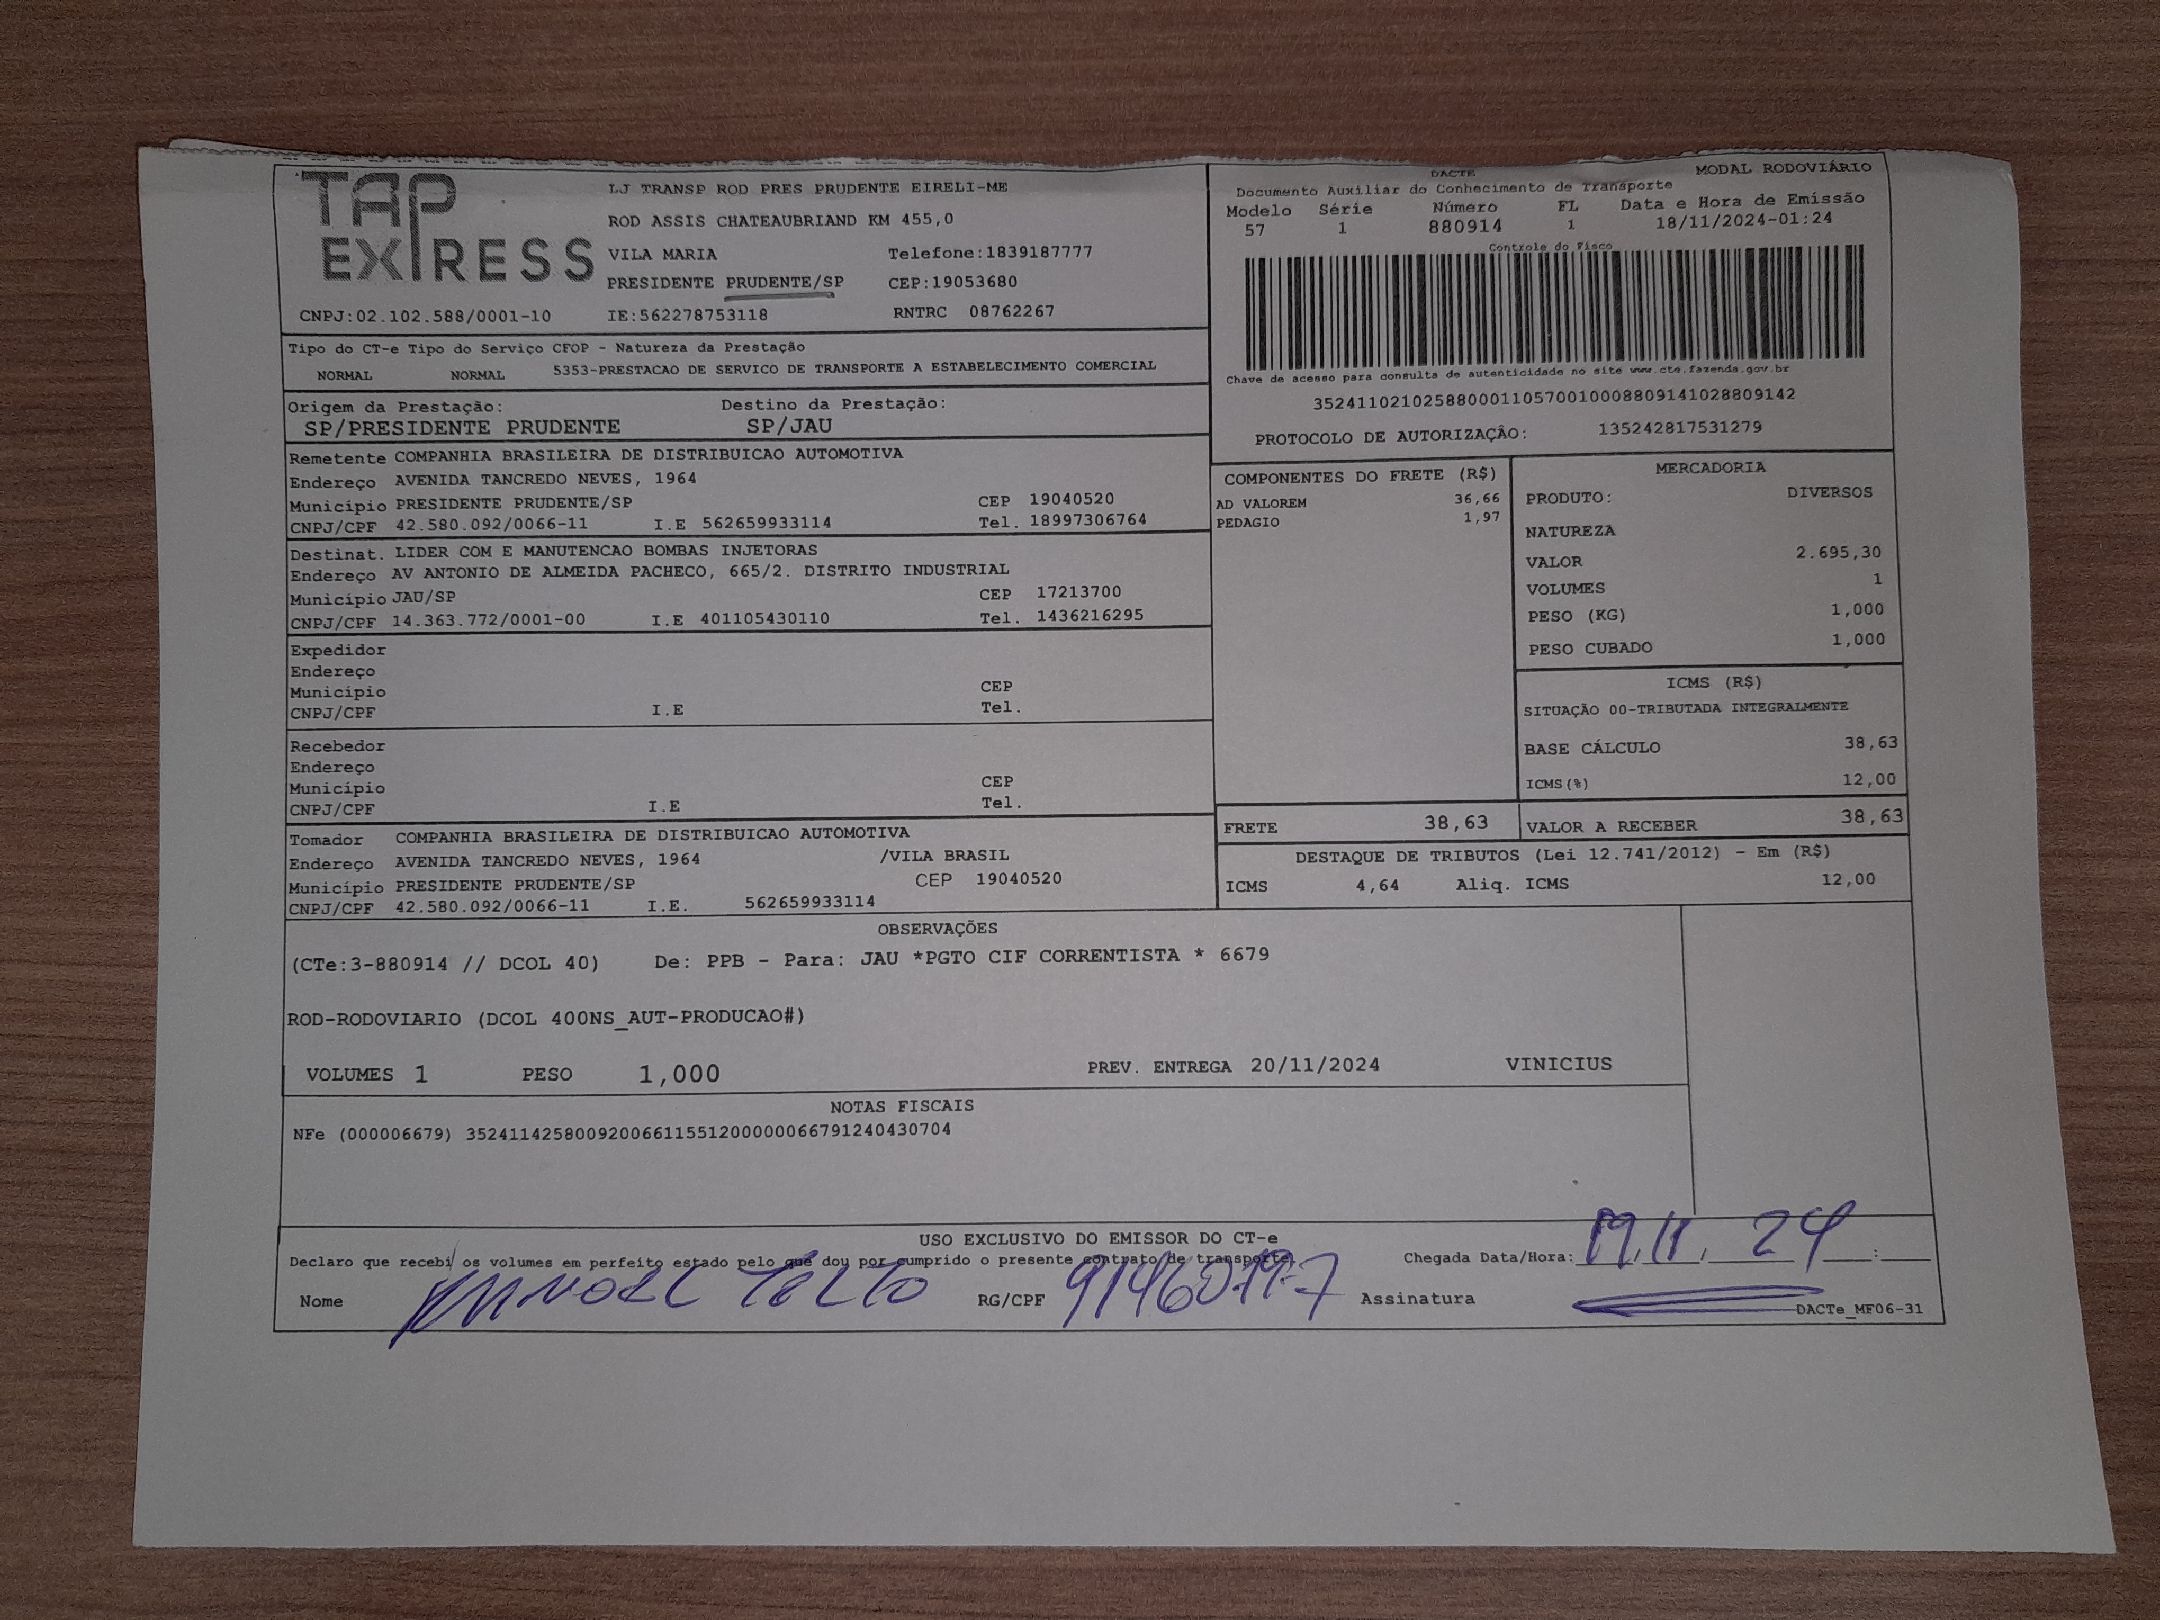 TAP
EXPRESS
LJ TRANSP ROD PRES PRUDENTE EIRELI-ME
ROD ASSIS CHATEAUBRIAND KM 455,0
VILA MARIA Telefone:1839187777
PRESIDENTE PRUDENTE/SP CEP:19053680
CNPJ:02.102.588/0001-10 IE:562278753118 RNTRC 08762267
DACTE MODAL RODOVIÁRIO
Documento Auxiliar do Conhecimento de Transporte
Modelo Série Número FL Data e Hora de Emissão
57 1 880914 1 18/11/2024-01:24
Controle do Fisco
Chave de acesso para consulta de autenticidade no site www.cte.fazenda.gov.br
35241102102588000110570010008809141028809142
PROTOCOLO DE AUTORIZAÇÃO: 135242817531279
Tipo do CT-e Tipo do Serviço CFOP - Natureza da Prestação
NORMAL NORMAL 5353-PRESTACAO DE SERVICO DE TRANSPORTE A ESTABELECIMENTO COMERCIAL
Origem da Prestação: Destino da Prestação:
SP/PRESIDENTE PRUDENTE SP/JAU
Remetente COMPANHIA BRASILEIRA DE DISTRIBUICAO AUTOMOTIVA
Endereço AVENIDA TANCREDO NEVES, 1964
Município PRESIDENTE PRUDENTE/SP CEP 19040520
CNPJ/CPF 42.580.092/0066-11 I.E 562659933114 Tel. 18997306764
Destinat. LIDER COM E MANUTENCAO BOMBAS INJETORAS
Endereço AV ANTONIO DE ALMEIDA PACHECO, 665/2. DISTRITO INDUSTRIAL
Município JAU/SP CEP 17213700
CNPJ/CPF 14.363.772/0001-00 I.E 401105430110 Tel. 1436216295
Expedidor
Endereço
Município CEP
CNPJ/CPF I.E Tel.
Recebedor
Endereço
Município CEP
CNPJ/CPF I.E Tel.
Tomador COMPANHIA BRASILEIRA DE DISTRIBUICAO AUTOMOTIVA
Endereço AVENIDA TANCREDO NEVES, 1964 /VILA BRASIL
Município PRESIDENTE PRUDENTE/SP CEP 19040520
CNPJ/CPF 42.580.092/0066-11 I.E. 562659933114
COMPONENTES DO FRETE (R$)
AD VALOREM 36,66
PEDAGIO 1,97
MERCADORIA
PRODUTO: DIVERSOS
NATUREZA
VALOR 2.695,30
VOLUMES 1
PESO (KG) 1,000
PESO CUBADO 1,000
ICMS (R$)
SITUAÇÃO 00-TRIBUTADA INTEGRALMENTE
BASE CÁLCULO 38,63
ICMS(%) 12,00
FRETE 38,63 VALOR A RECEBER 38,63
DESTAQUE DE TRIBUTOS (Lei 12.741/2012) - Em (R$)
ICMS 4,64 Aliq. ICMS 12,00
OBSERVAÇÕES
(CTe:3-880914 // DCOL 40) De: PPB - Para: JAU *PGTO CIF CORRENTISTA * 6679
ROD-RODOVIARIO (DCOL 400NS_AUT-PRODUCAO#)
VOLUMES 1 PESO 1,000 PREV. ENTREGA 20/11/2024 VINICIUS
NOTAS FISCAIS
NFe (000006679) 35241142580092006611551200000066791240430704
USO EXCLUSIVO DO EMISSOR DO CT-e
Declaro que recebi os volumes em perfeito estado pelo que dou por cumprido o presente contrato de transporte Chegada Data/Hora: 19.11.24 :
Nome RG/CPF Assinatura
DACTe_MF06-31